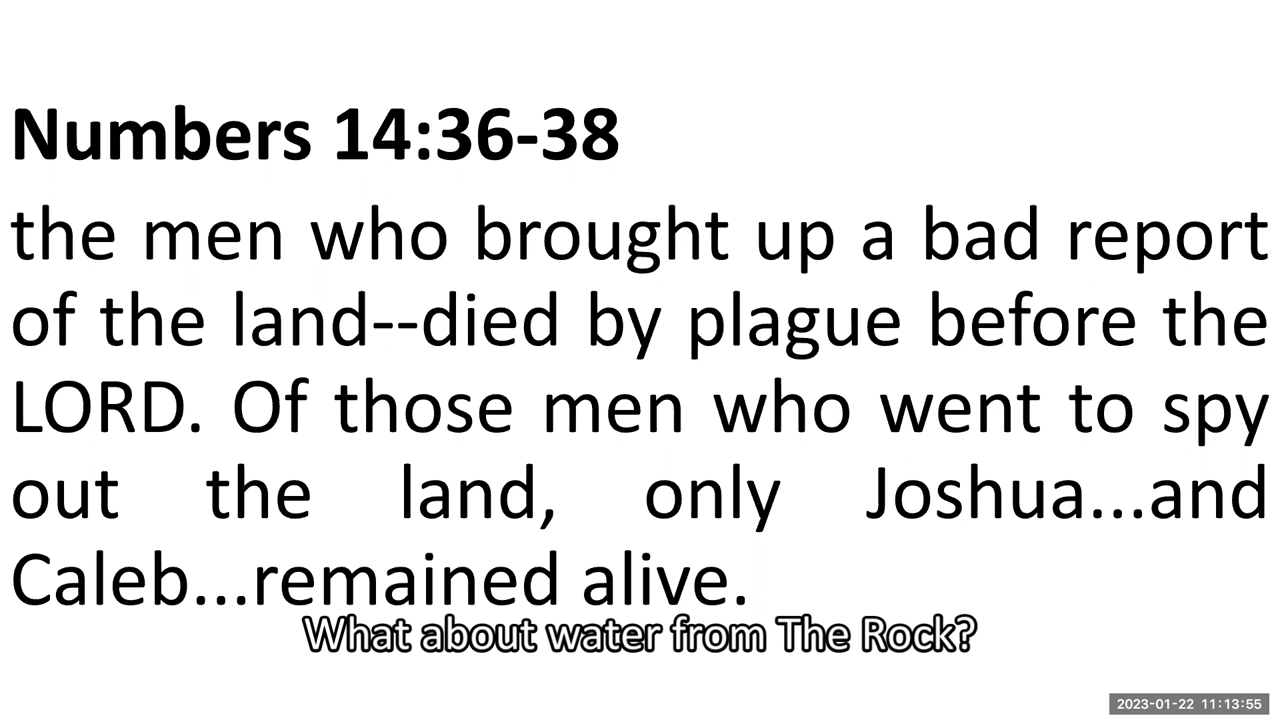 Numbers 14:36-38
the men who brought up a bad report
of the land--died by plague before the
LORD. Of those men who went to spy
out the land, only Joshua...and
Caleb...remained alive.
What about water from The Rock?
2023-01-22 11:13:55